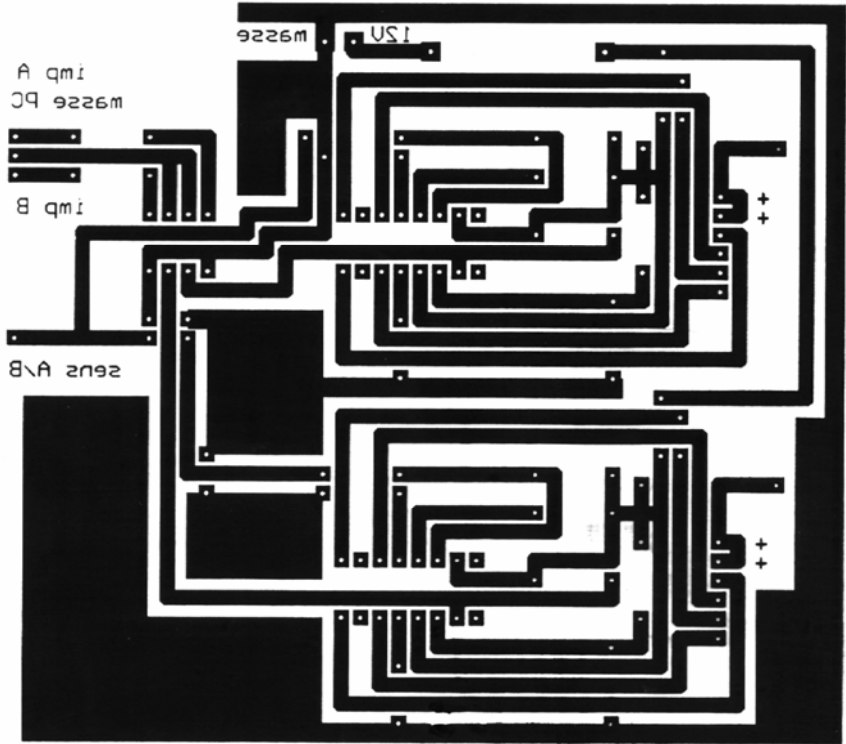 masse
12V
imp A
masse PC
imp B
+
+
sens A/B
+
+